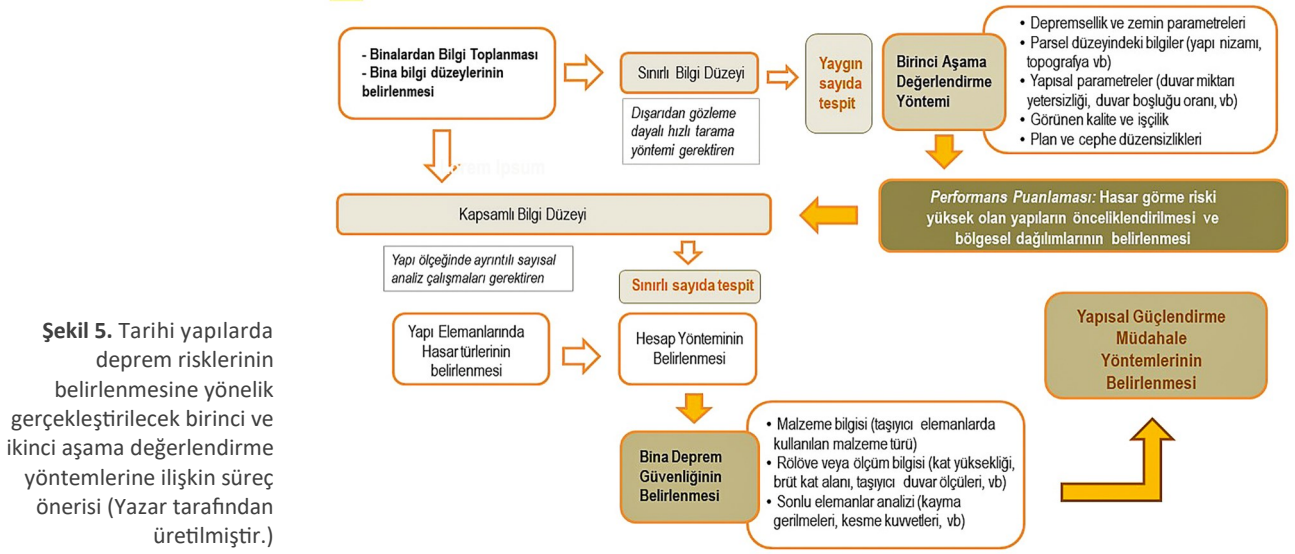 - Binalardan Bilgi Toplanması
- Bina bilgi düzeylerinin
belirlenmesi
Sınırlı Bilgi Düzeyi
Dışarıdan gözleme
dayalı hızlı tarama
yöntemi gerektiren
Yaygın
sayıda
tespit
Birinci Aşama
Değerlendirme
Yöntemi
• Depremsellik ve zemin parametreleri
• Parsel düzeyindeki bilgiler (yapı nizamı,
topografya vb)
• Yapısal parametreler (duvar miktarı
yetersizliği, duvar boşluğu oranı, vb)
• Görünen kalite ve işçilik
• Plan ve cephe düzensizlikleri
orem Ipsum
Performans Puanlaması: Hasar görme riski
yüksek olan yapıların önceliklendirilmesi ve
bölgesel dağılımlarının belirlenmesi
Kapsamlı Bilgi Düzeyi
Yapı ölçeğinde ayrıntılı sayısal
analiz çalışmaları gerektiren
Sınırlı sayıda tespit
Yapı Elemanlarında
Hasar türlerinin
belirlenmesi
Hesap Yönteminin
Belirlenmesi
Yapısal Güçlendirme
Müdahale
Yöntemlerinin
Belirlenmesi
Bina Deprem
Güvenliğinin
Belirlenmesi
• Malzeme bilgisi (taşıyıcı elemanlarda
kullanılan malzeme türü)
• Rölöve veya ölçüm bilgisi (kat yüksekliği,
brüt kat alanı, taşıyıcı duvar ölçüleri, vb)
• Sonlu elemanlar analizi (kayma
gerilmeleri, kesme kuvvetleri, vb)
Şekil 5. Tarihi yapılarda
deprem risklerinin
belirlenmesine yönelik
gerçekleştirilecek birinci ve
ikinci aşama değerlendirme
yöntemlerine ilişkin süreç
önerisi (Yazar tarafından
üretilmiştir.)